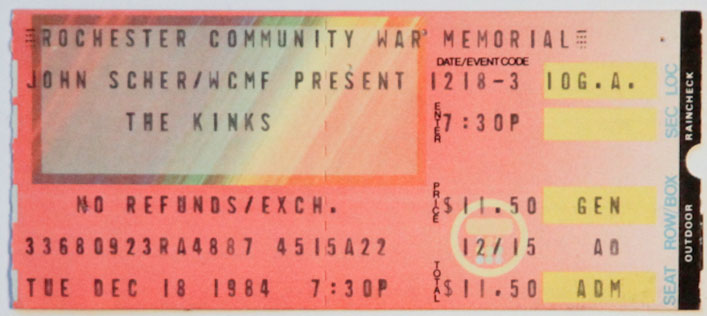 ROCHESTER COMMUNITY WAR MEMORIAL
DATE/EVENT CODE
JOHN SCHER/WCMF PRESENT 1218-3 10G.A.
THE KINKS ENTER 7:30P
NO REFUNDS/EXCH. PRICE $11.50 GEN
33680923RA4887 4515A22 12/15 AD
TUE DEC 18 1984 7:30P TOTAL $11.50 ADM
SEC LOC
ROW/BOX
SEAT
RAINCHECK
OUTDOOR